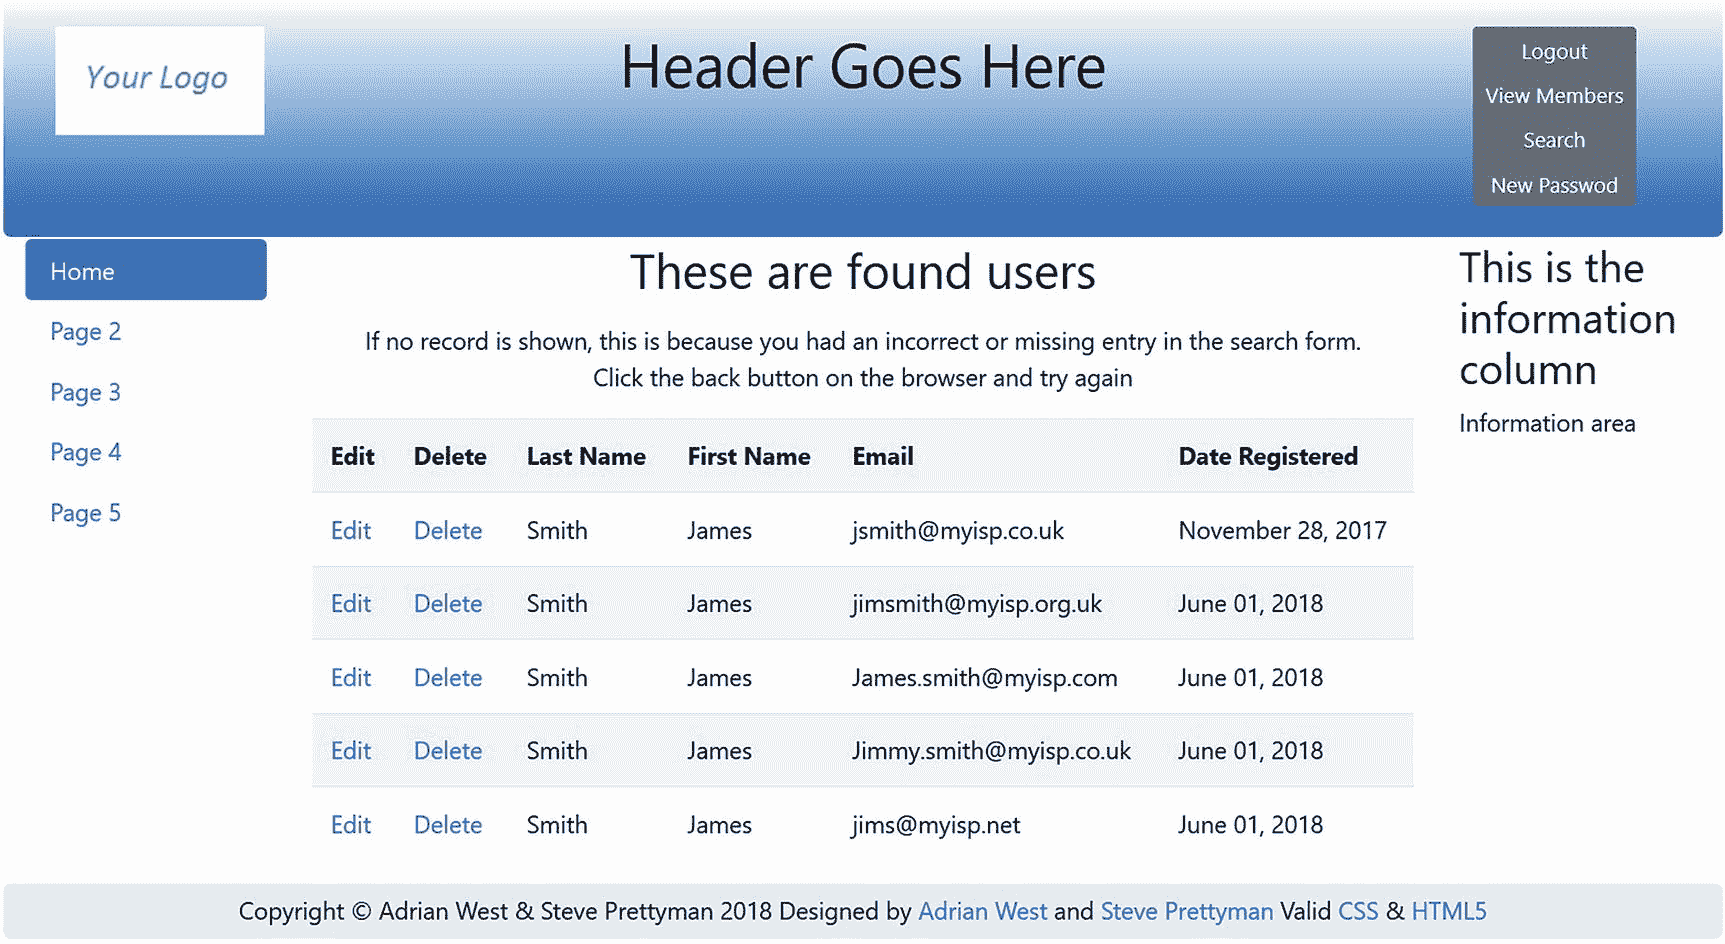 Your Logo
Header Goes Here
Logout
View Members
Search
New Passwod
Home
Page 2
Page 3
Page 4
Page 5
These are found users
If no record is shown, this is because you had an incorrect or missing entry in the search form.
Click the back button on the browser and try again
Edit Delete Last Name First Name Email Date Registered
Edit Delete Smith James jsmith@myisp.co.uk November 28, 2017
Edit Delete Smith James jimsmith@myisp.org.uk June 01, 2018
Edit Delete Smith James James.smith@myisp.com June 01, 2018
Edit Delete Smith James Jimmy.smith@myisp.co.uk June 01, 2018
Edit Delete Smith James jims@myisp.net June 01, 2018
This is the
information
column
Information area
Copyright © Adrian West & Steve Prettyman 2018 Designed by Adrian West and Steve Prettyman Valid CSS & HTML5